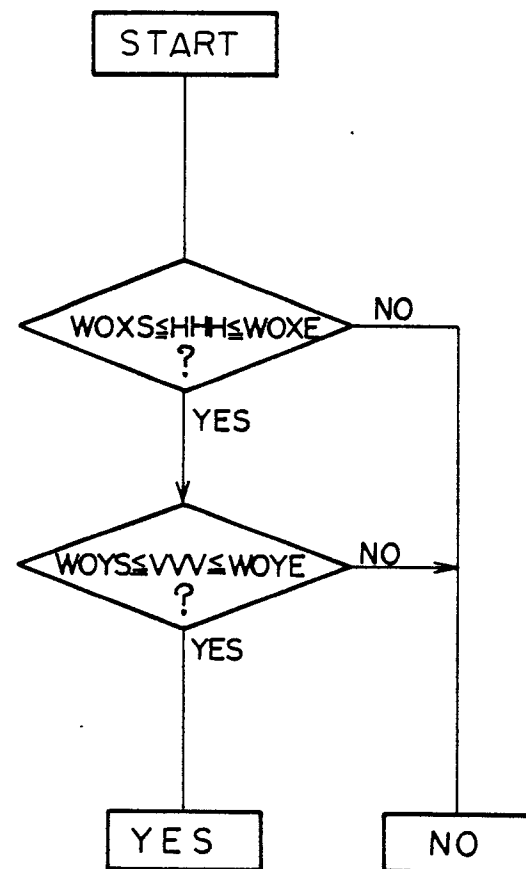 START
WOXS≦HHH≦WOXE
?
NO
YES
WOYS≦VVV≦WOYE
?
NO
YES
YES
NO